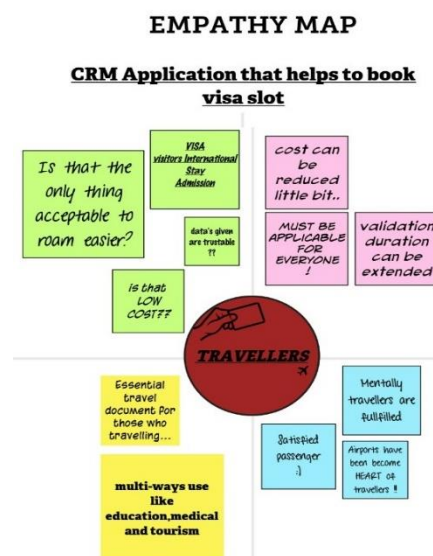 EMPATHY MAP
CRM Application that helps to book
visa slot
Is that the
only thing
acceptable to
roam easier?
VISA
visitors International
Stay
Admission
data's given
are trustable
??
is that
LOW
COST??
cost can
be
reduced
little bit..
MUST BE
APPLICABLE
FOR
EVERYONE
!
validation
duration
can be
extended
TRAVELLERS
Essential
travel
document for
those who
travelling...
multi-ways use
like
education,medical
and tourism
Mentally
travellers are
fullfilled
Satisfied
passenger
:)
Airports have
been become
HEART of
travellers !!